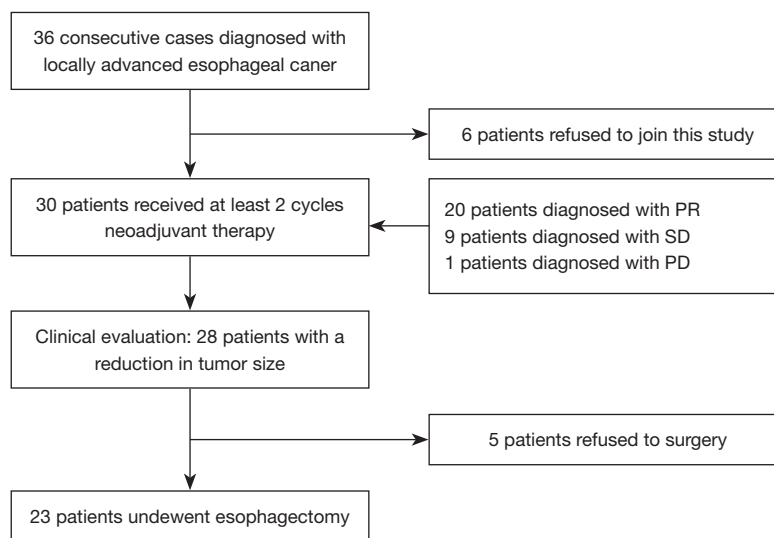 36 consecutive cases diagnosed with
locally advanced esophageal caner
6 patients refused to join this study
30 patients received at least 2 cycles
neoadjuvant therapy
20 patients diagnosed with PR
9 patients diagnosed with SD
1 patients diagnosed with PD
Clinical evaluation: 28 patients with a
reduction in tumor size
5 patients refused to surgery
23 patients undewent esophagectomy